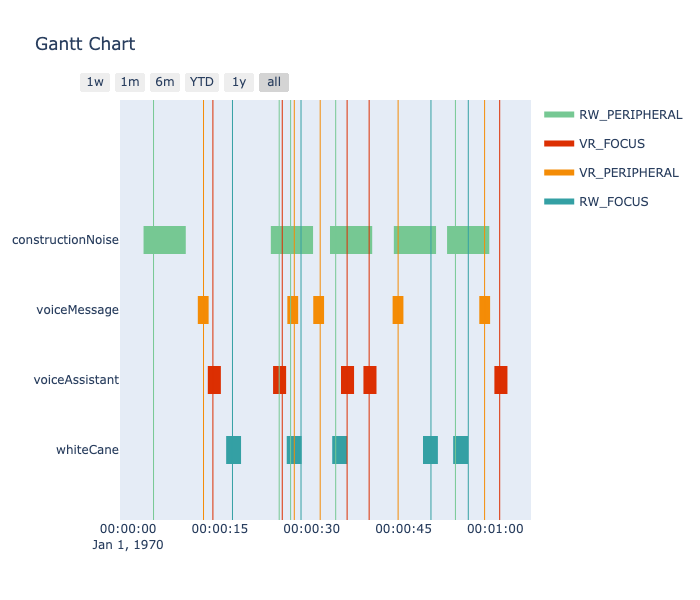 Gantt Chart
1w 1m 6m YTD 1y all
RW_PERIPHERAL
VR_FOCUS
VR_PERIPHERAL
RW_FOCUS
constructionNoise
voiceMessage
voiceAssistant
whiteCane
00:00:00 00:00:15 00:00:30 00:00:45 00:01:00
Jan 1, 1970